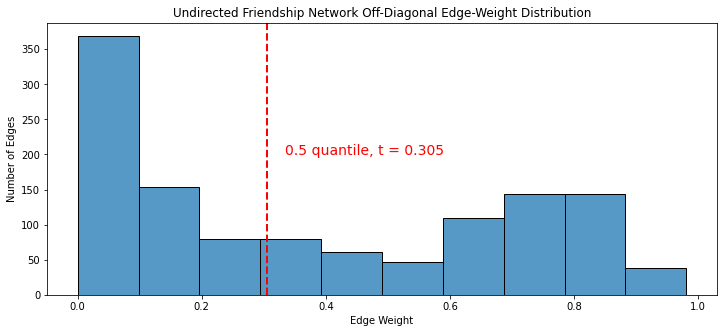 Undirected Friendship Network Off-Diagonal Edge-Weight Distribution
Number of Edges
350
300
250
200
150
100
50
0
0.5 quantile, t = 0.305
0.0 0.2 0.4 0.6 0.8 1.0
Edge Weight